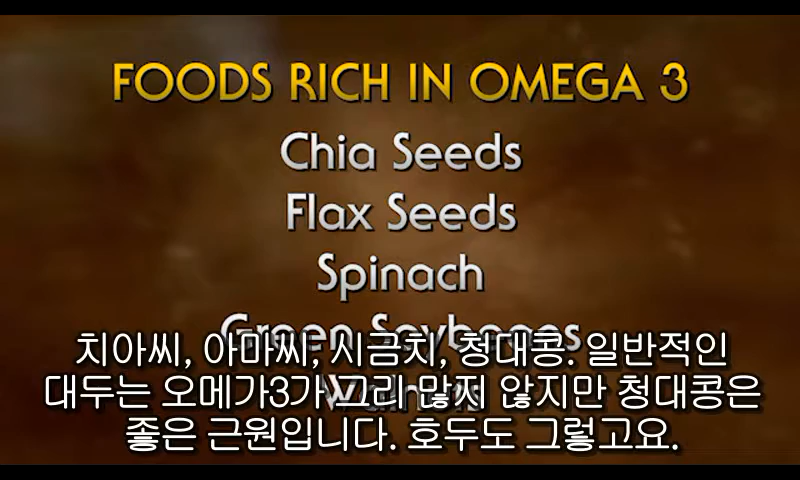 FOODS RICH IN OMEGA 3
Chia Seeds
Flax Seeds
Spinach
Green Soybeans
치아씨, 아마씨, 시금치, 청대콩. 일반적인
대두는 오메가3가 그리 많지 않지만 청대콩은
좋은 근원입니다. 호두도 그렇고요.